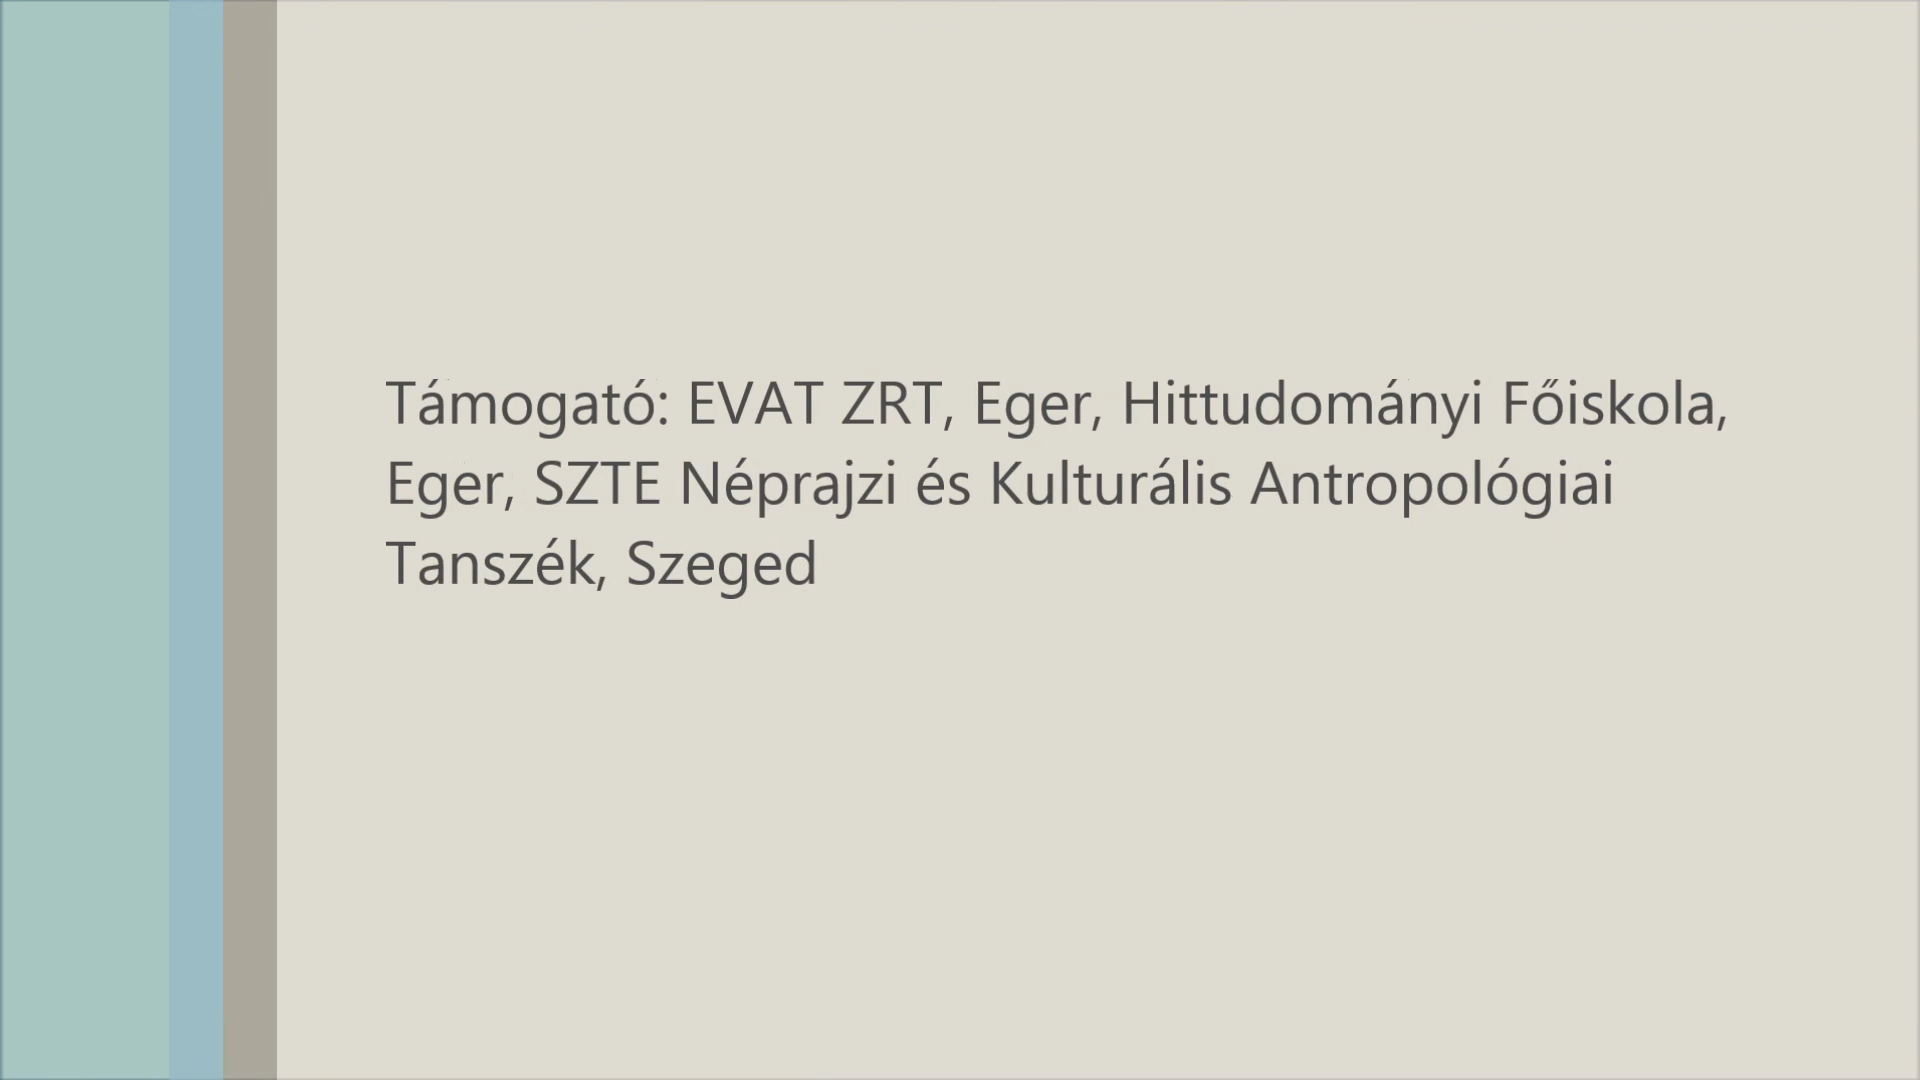 Támogató: EVAT ZRT, Eger, Hittudományi Főiskola,
Eger, SZTE Néprajzi és Kulturális Antropológiai
Tanszék, Szeged